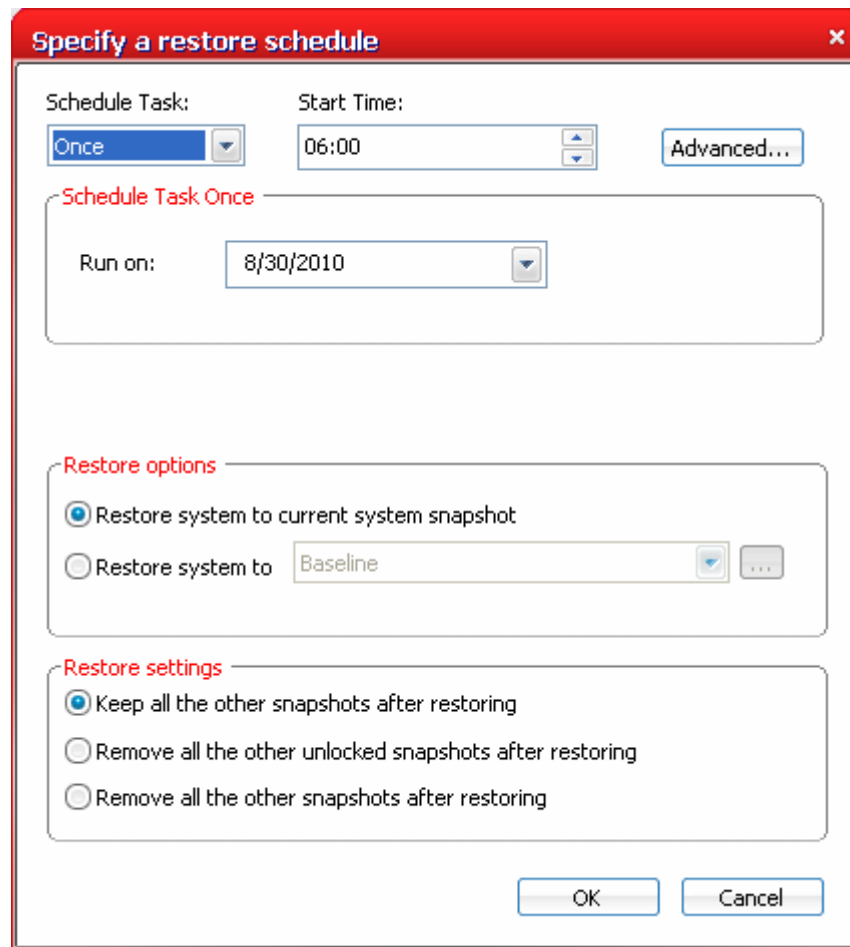 Specify a restore schedule
Schedule Task: Start Time:
Once 06:00 Advanced...
Schedule Task Once
Run on: 8/30/2010
Restore options
Restore system to current system snapshot
Restore system to Baseline ...
Restore settings
Keep all the other snapshots after restoring
Remove all the other unlocked snapshots after restoring
Remove all the other snapshots after restoring
OK Cancel